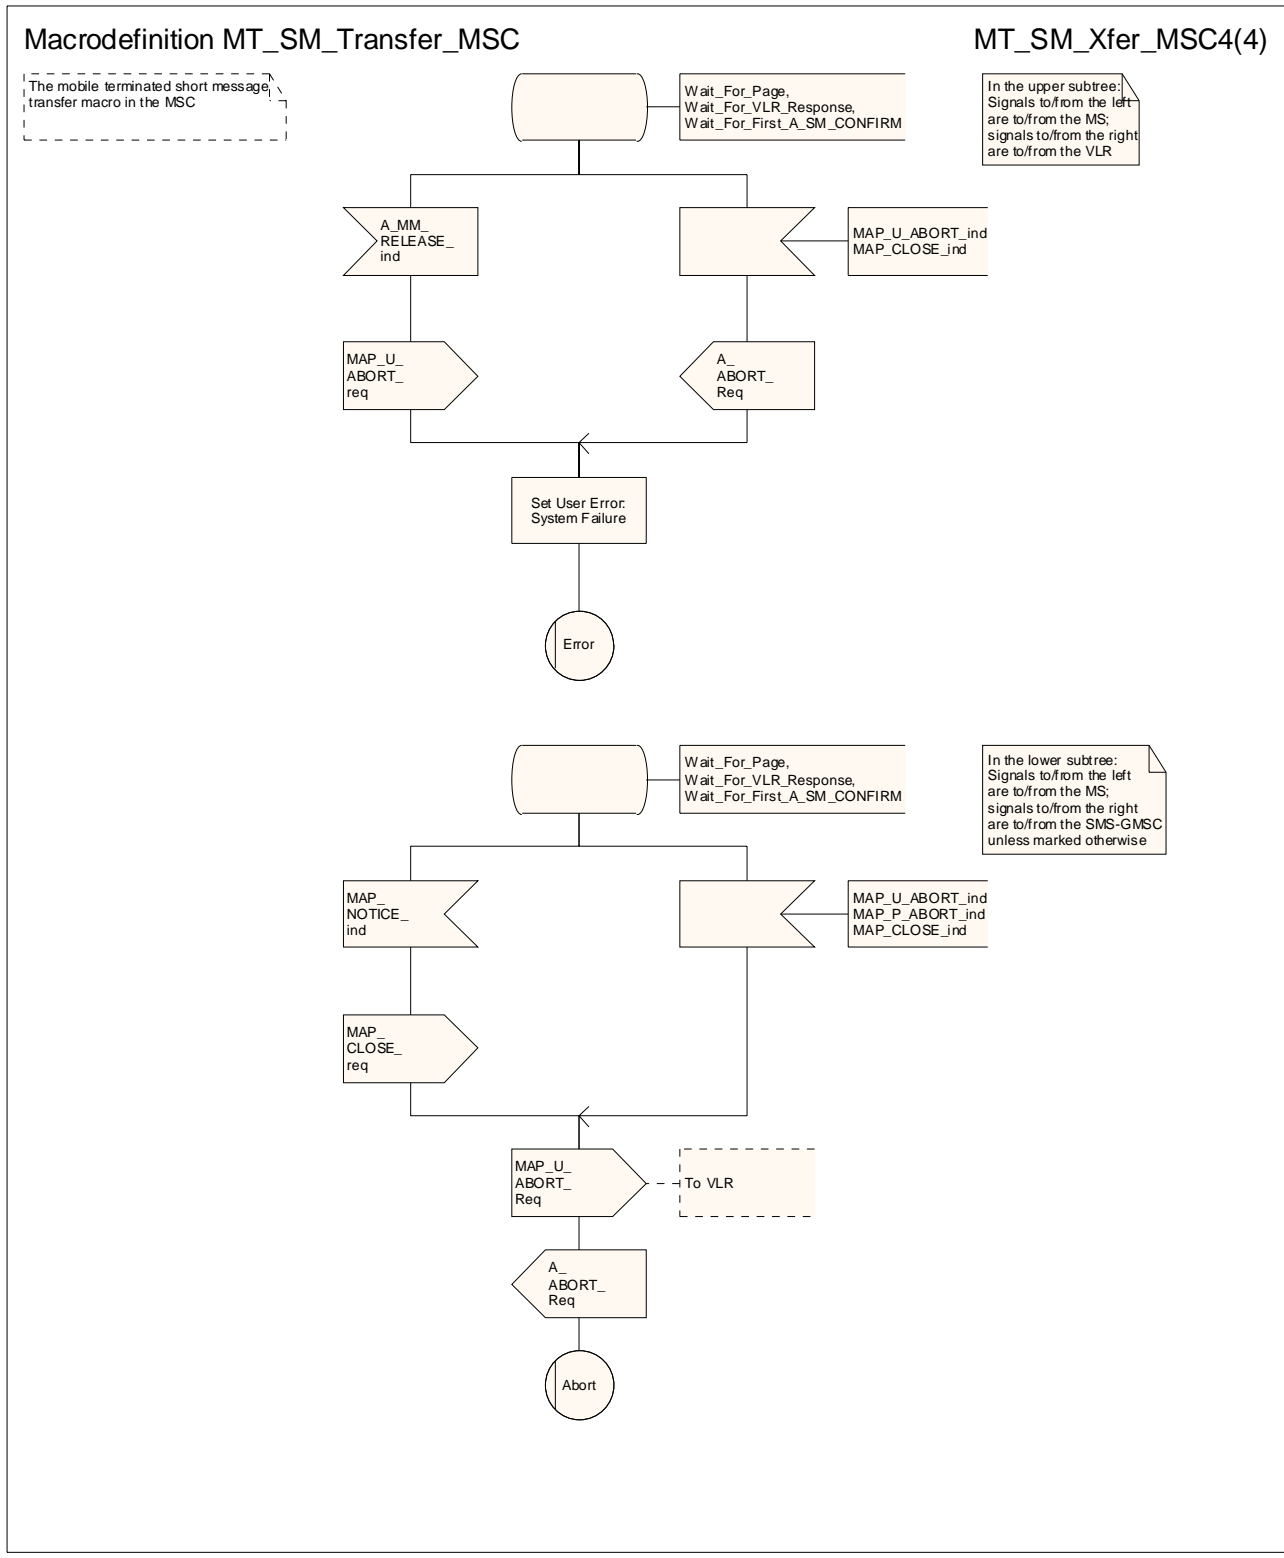 Macrodefinition MT_SM_Transfer_MSC
MT_SM_Xfer_MSC4(4)
The mobile terminated short message
transfer macro in the MSC
Wait_For_Page,
Wait_For_VLR_Response,
Wait_For_First_A_SM_CONFIRM
In the upper subtree:
Signals to/from the left
are to/from the MS;
signals to/from the right
are to/from the VLR
A_MM_
RELEASE_
ind
MAP_U_ABORT_ind
MAP_CLOSE_ind
MAP_U_
ABORT_
req
A_
ABORT_
Req
Set User Error:
System Failure
Error
Wait_For_Page,
Wait_For_VLR_Response,
Wait_For_First_A_SM_CONFIRM
In the lower subtree:
Signals to/from the left
are to/from the MS;
signals to/from the right
are to/from the SMS-GMSC
unless marked otherwise
MAP_
NOTICE_
ind
MAP_U_ABORT_ind
MAP_P_ABORT_ind
MAP_CLOSE_ind
MAP_
CLOSE_
req
MAP_U_
ABORT_
Req
To VLR
A_
ABORT_
Req
Abort